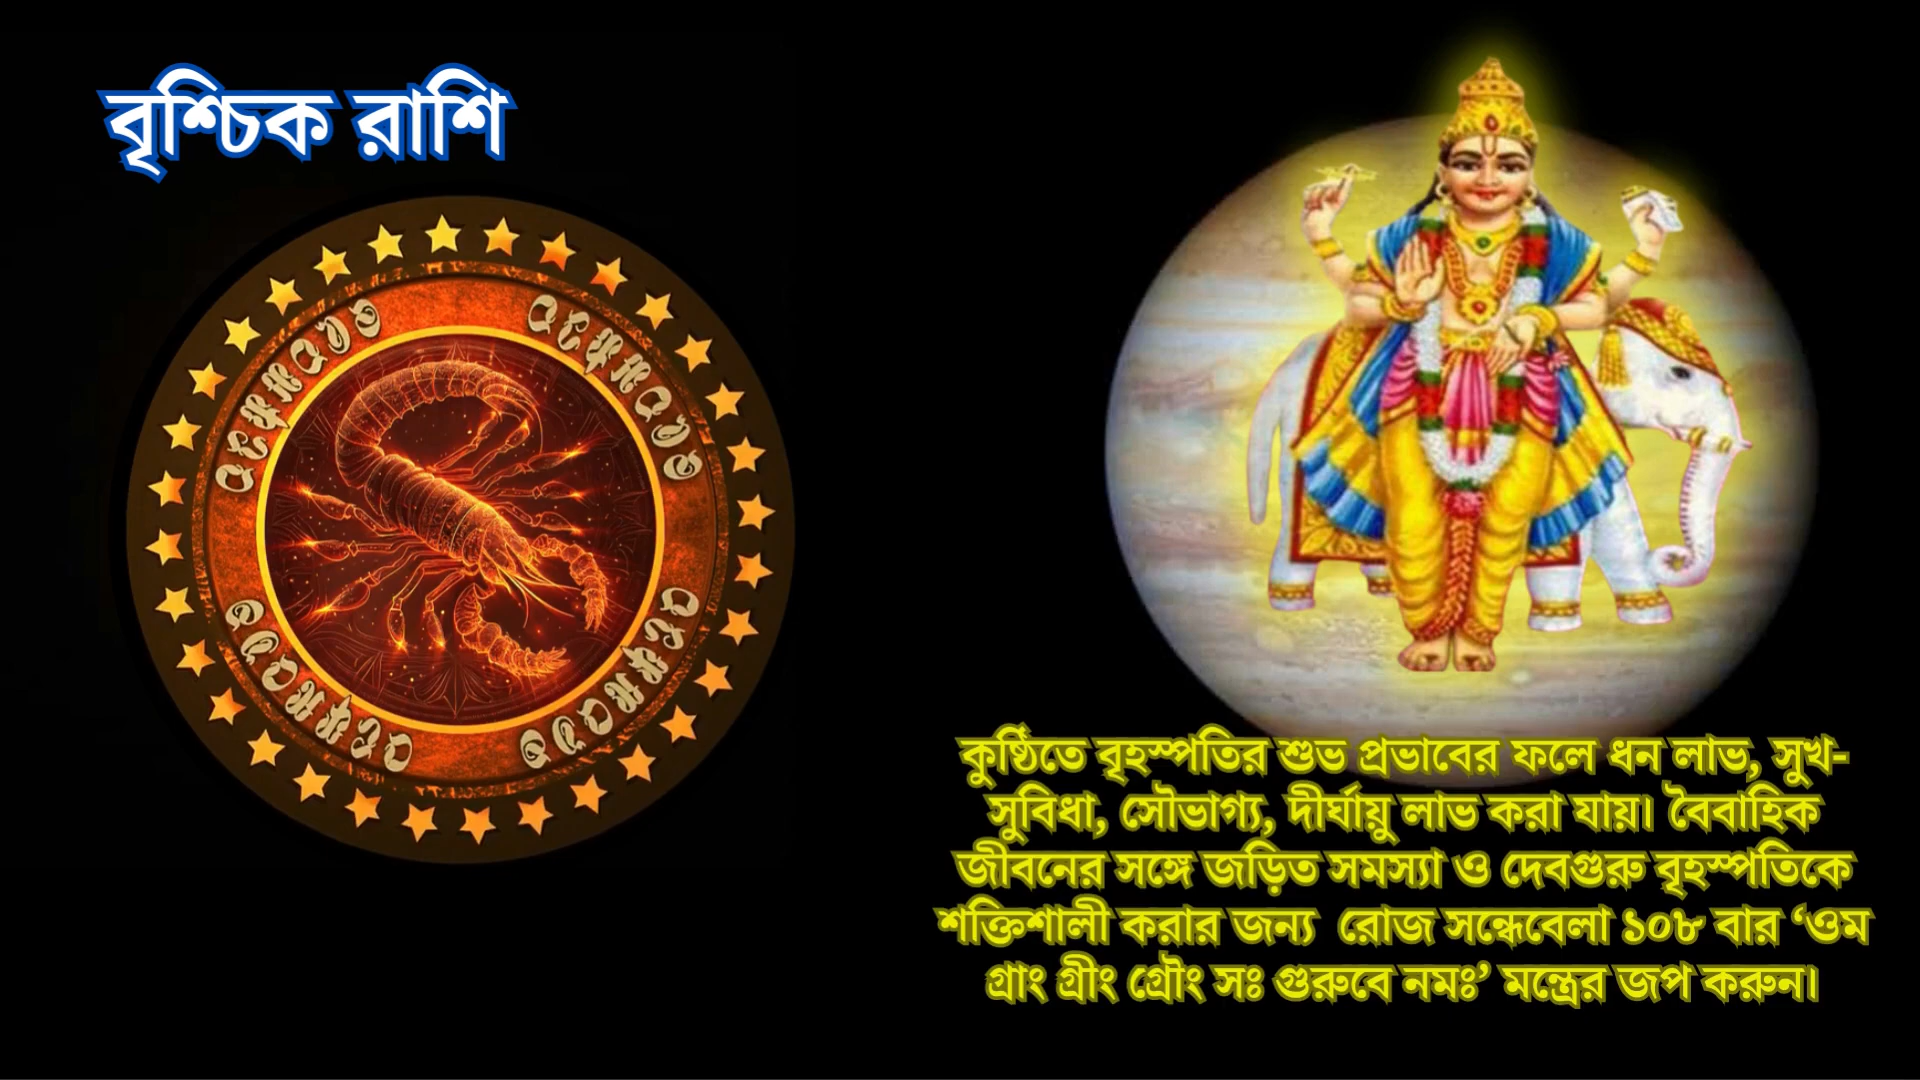 বৃশ্চিক রাশি
কুষ্ঠিতে বৃহস্পতির শুভ প্রভাবের ফলে ধন লাভ, সুখ-
সুবিধা, সৌভাগ্য, দীর্ঘায়ু লাভ করা যায়। বৈবাহিক
জীবনের সঙ্গে জড়িত সমস্যা ও দেবগুরু বৃহস্পতিকে
শক্তিশালী করার জন্য রোজ সন্ধেবেলা ১০৮ বার ‘ওম
গ্রাং গ্রীং গ্রৌং সঃ গুরুবে নমঃ’ মন্ত্রের জপ করুন।